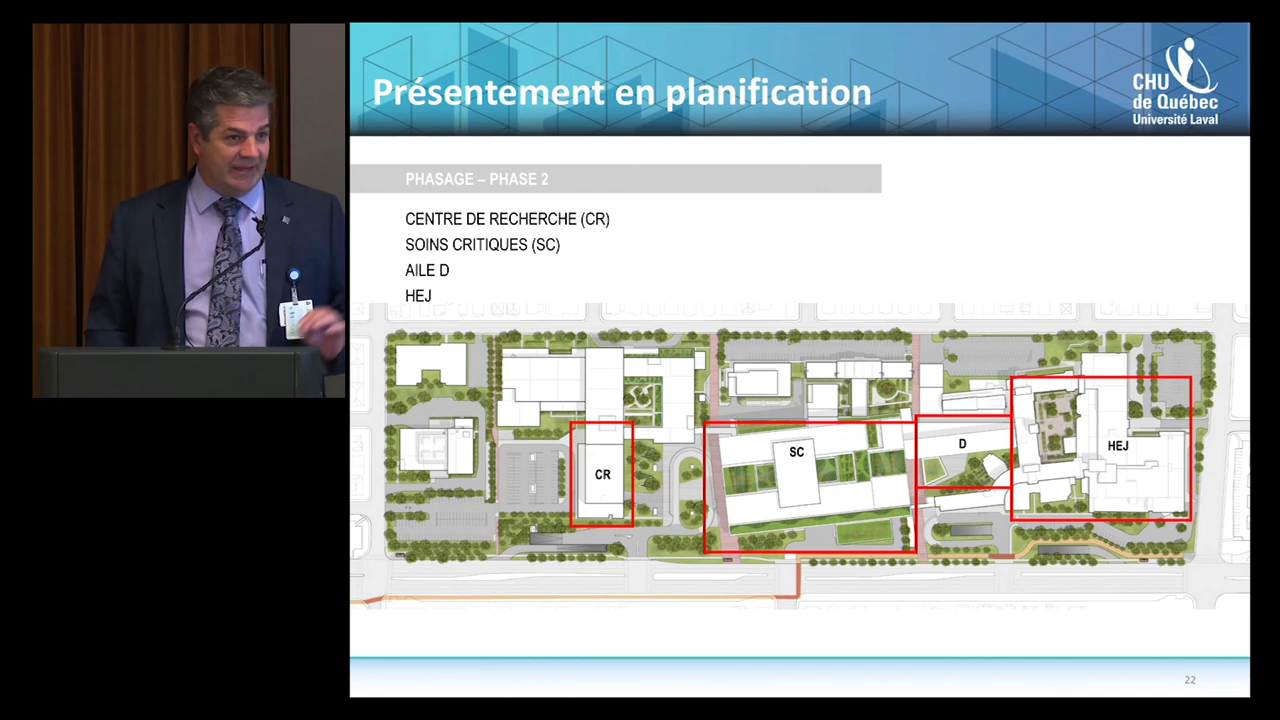 Présentement en planification
CHU
de Québec
Université Laval
PHASAGE – PHASE 2
CENTRE DE RECHERCHE (CR)
SOINS CRITIQUES (SC)
AILE D
HEJ
CR
SC
D
HEJ
22